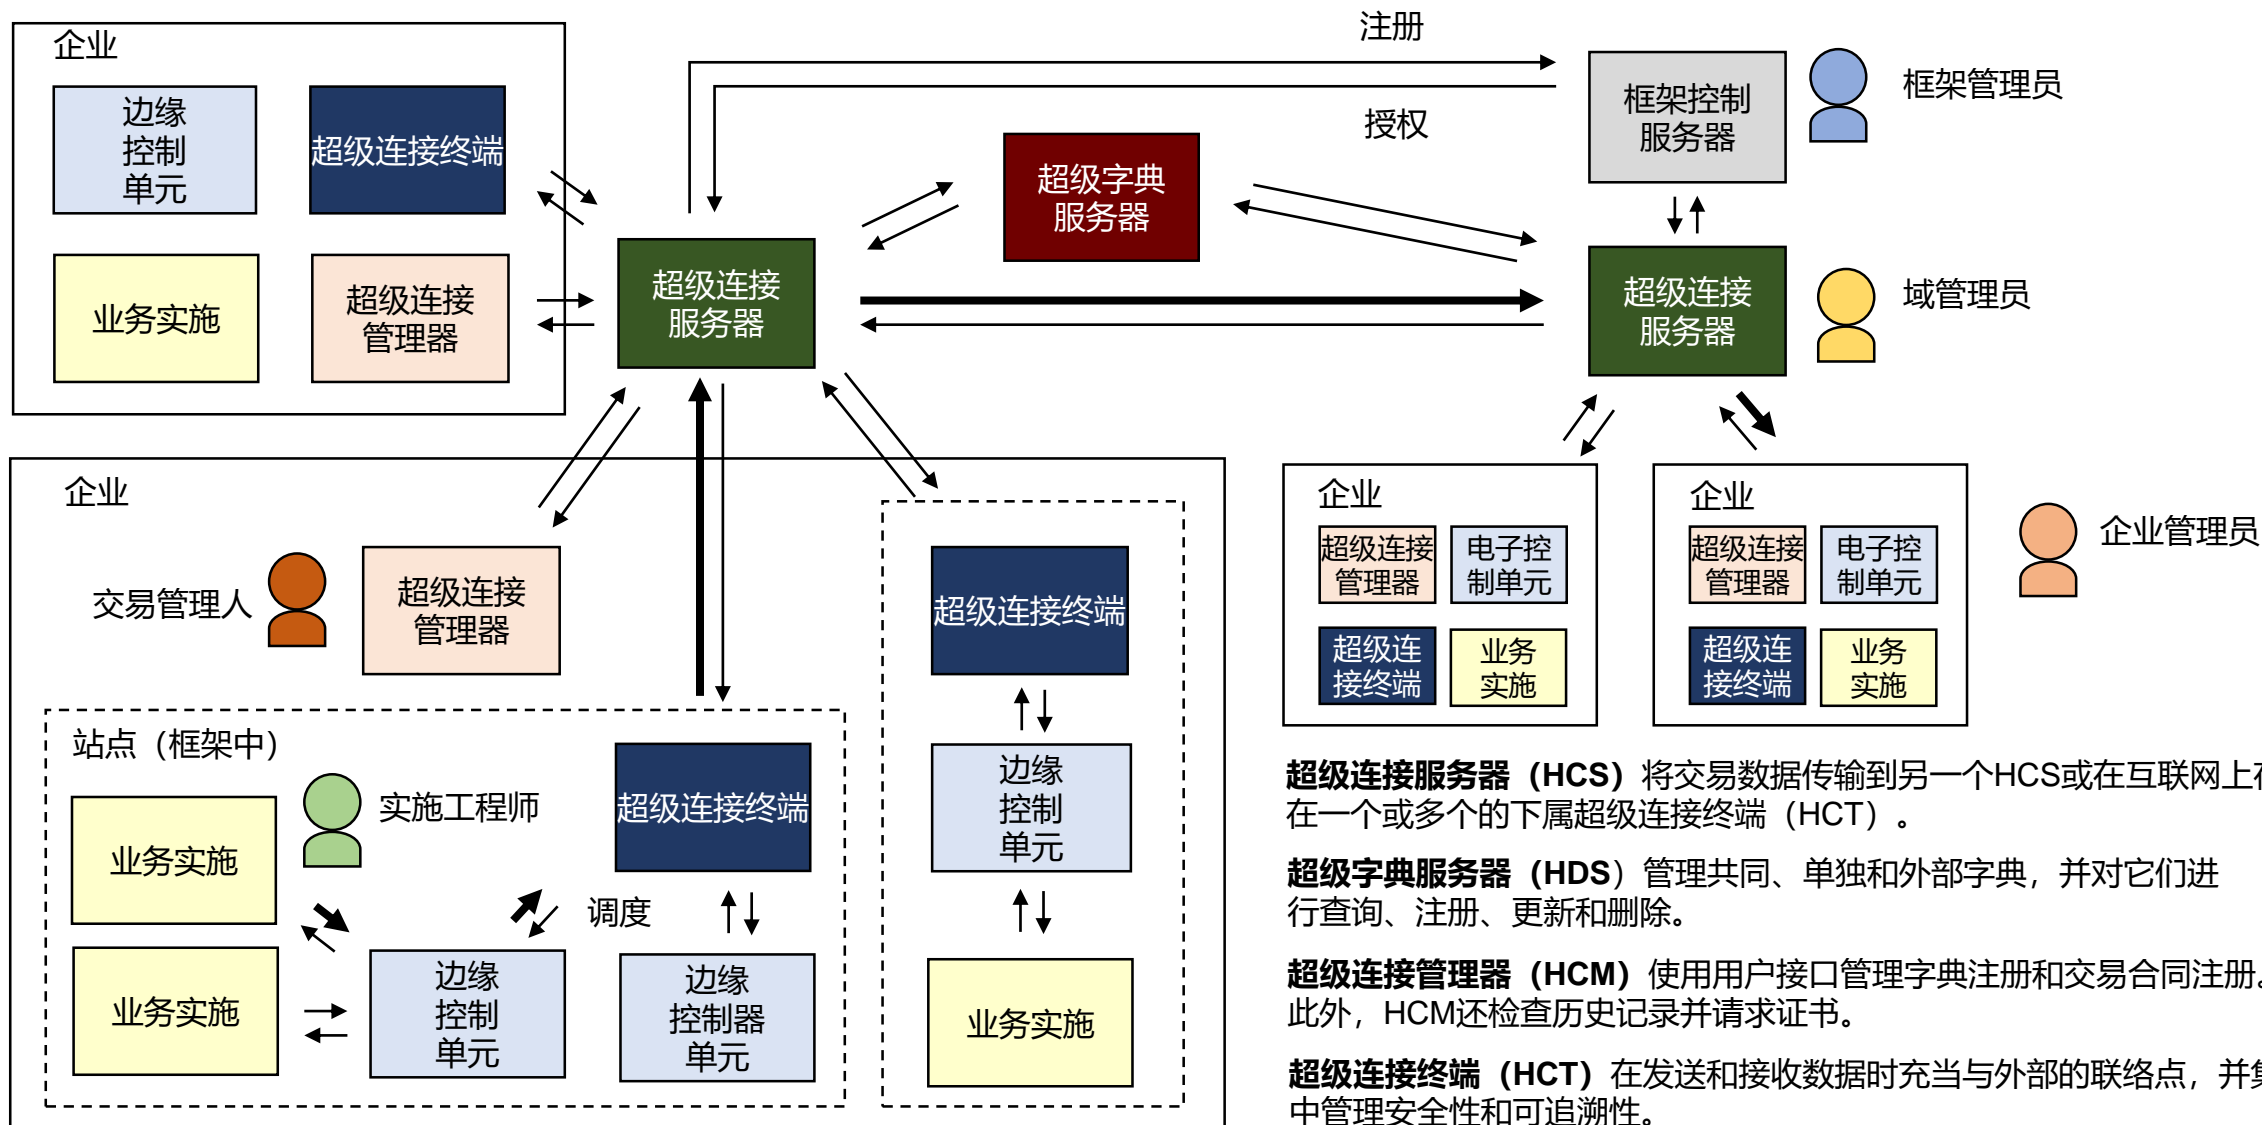 企业
边缘
控制
单元
超级连接终端
业务实施
超级连接
管理器
注册
授权
框架控制
服务器
框架管理员
超级字典
服务器
超级连接
服务器
超级连接
服务器
域管理员
企业
交易管理人
超级连接
管理器
站点（框架中）
业务实施
实施工程师
超级连接终端
调度
业务实施
边缘
控制
单元
边缘
控制器
单元
超级连接终端
边缘
控制
单元
业务实施
企业
超级连接
管理器
电子控
制单元
超级连
接终端
业务
实施
企业
超级连接
管理器
电子控
制单元
超级连
接终端
业务
实施
企业管理员
超级连接服务器（HCS）将交易数据传输到另一个HCS或在互联网上存
在一个或多个的下属超级连接终端（HCT）。
超级字典服务器（HDS）管理共同、单独和外部字典，并对它们进
行查询、注册、更新和删除。
超级连接管理器（HCM）使用用户接口管理字典注册和交易合同注册。
此外，HCM还检查历史记录并请求证书。
超级连接终端（HCT）在发送和接收数据时充当与外部的联络点，并集
中管理安全性和可追溯性。